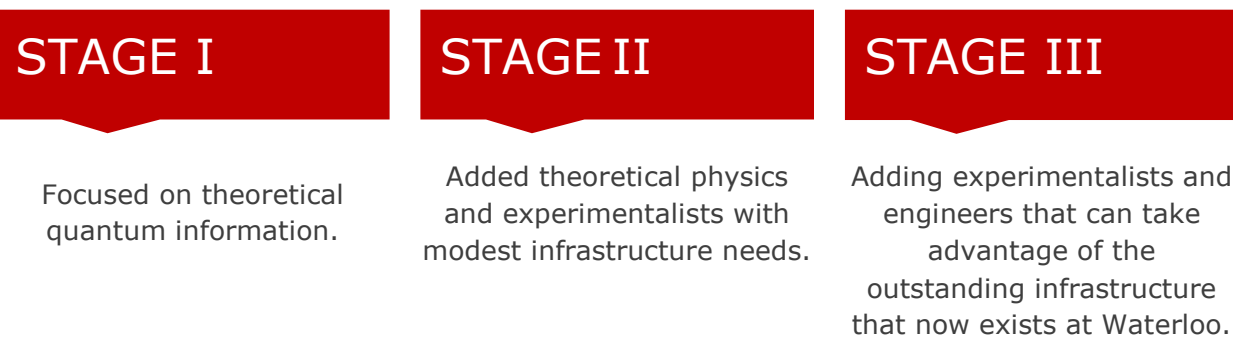 STAGE I
Focused on theoretical
quantum information.
STAGE II
Added theoretical physics
and experimentalists with
modest infrastructure needs.
STAGE III
Adding experimentalists and
engineers that can take
advantage of the
outstanding infrastructure
that now exists at Waterloo.